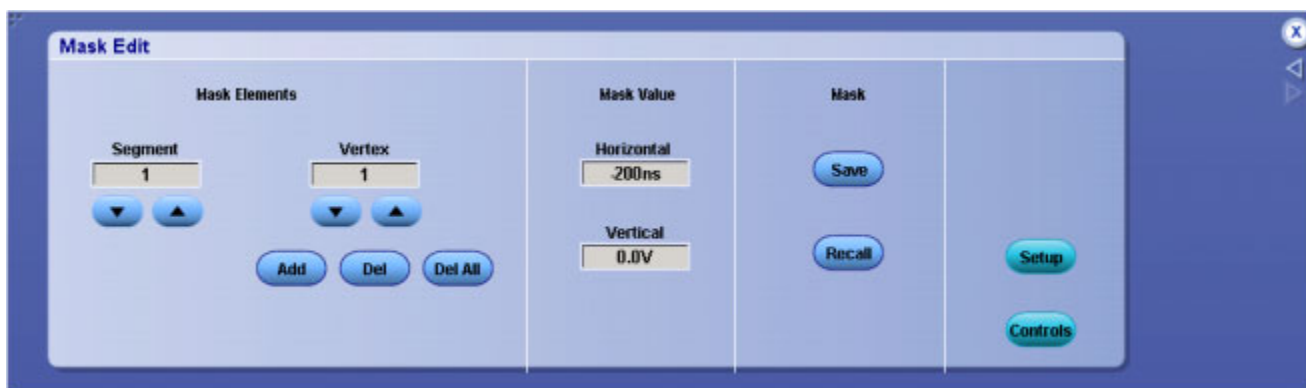 Mask Edit
Mask Elements
Segment
1
Vertex
1
Add
Del
Del All
Mask Value
Horizontal
-200ns
Vertical
0.0V
Mask
Save
Recall
Setup
Controls
X